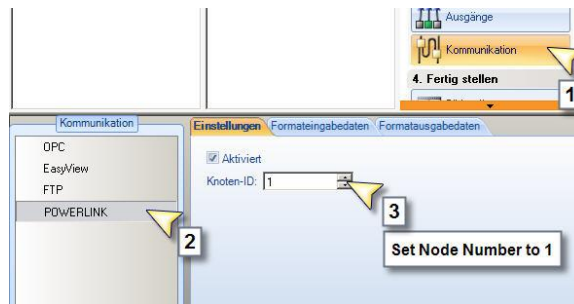 Ausgänge
Kommunikation
1
4. Fertig stellen
Kommunikation
Einstellungen Formateingabedaten Formatausgabedaten
OPC
EasyView
FTP
POWERLINK
Aktiviert
Knoten-ID: 1
2
3
Set Node Number to 1